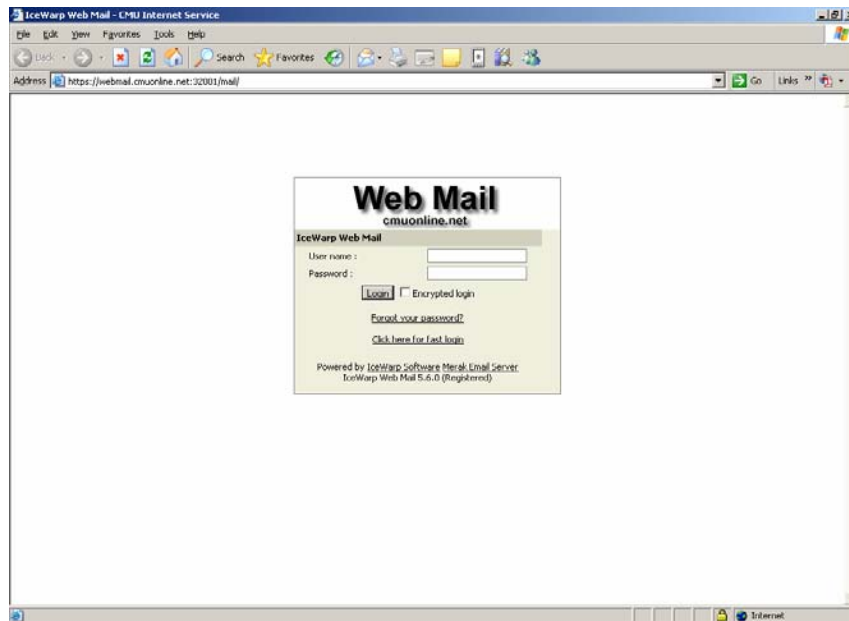 IceWarp Web Mail - CMU Internet Service
File Edit View Favorites Tools Help
Back Search Favorites
Address https://webmail.cmuonline.net:32001/mail/ Go Links »
Web Mail
cmuonline.net
IceWarp Web Mail
User name :
Password :
Login Encrypted login
Forgot your password?
Click here for fast login
Powered by IceWarp Software Merak Email Server
IceWarp Web Mail 5.6.0 (Registered)
Internet